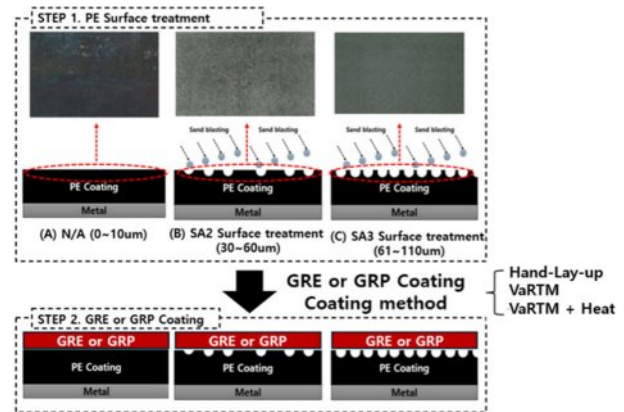 STEP 1. PE Surface treatment
Sand blasting Sand blasting Sand blasting Sand blasting
PE Coating PE Coating PE Coating
Metal Metal Metal
(A) N/A (0~10um) (B) SA2 Surface treatment (C) SA3 Surface treatment
(30~60um) (61~110um)
GRE or GRP Coating
Coating method
Hand-Lay-up
VaRTM
VaRTM + Heat
STEP 2. GRE or GRP Coating
GRE or GRP GRE or GRP GRE or GRP
PE Coating PE Coating PE Coating
Metal Metal Metal